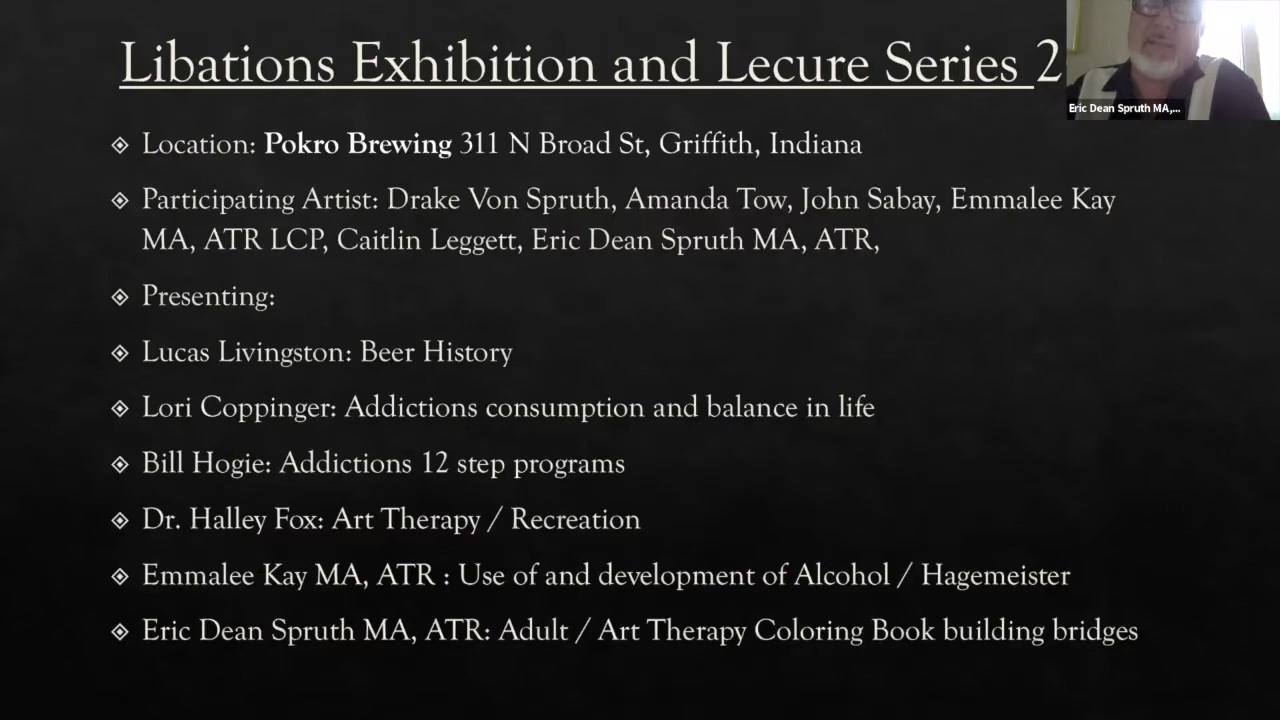 Libations Exhibition and Lecure Series 2
Eric Dean Spruth MA,...
Location: Pokro Brewing 311 N Broad St, Griffith, Indiana
Participating Artist: Drake Von Spruth, Amanda Tow, John Sabay, Emmalee Kay
MA, ATR LCP, Caitlin Leggett, Eric Dean Spruth MA, ATR,
Presenting:
Lucas Livingston: Beer History
Lori Coppinger: Addictions consumption and balance in life
Bill Hogie: Addictions 12 step programs
Dr. Halley Fox: Art Therapy / Recreation
Emmalee Kay MA, ATR : Use of and development of Alcohol / Hagemeister
Eric Dean Spruth MA, ATR: Adult / Art Therapy Coloring Book building bridges